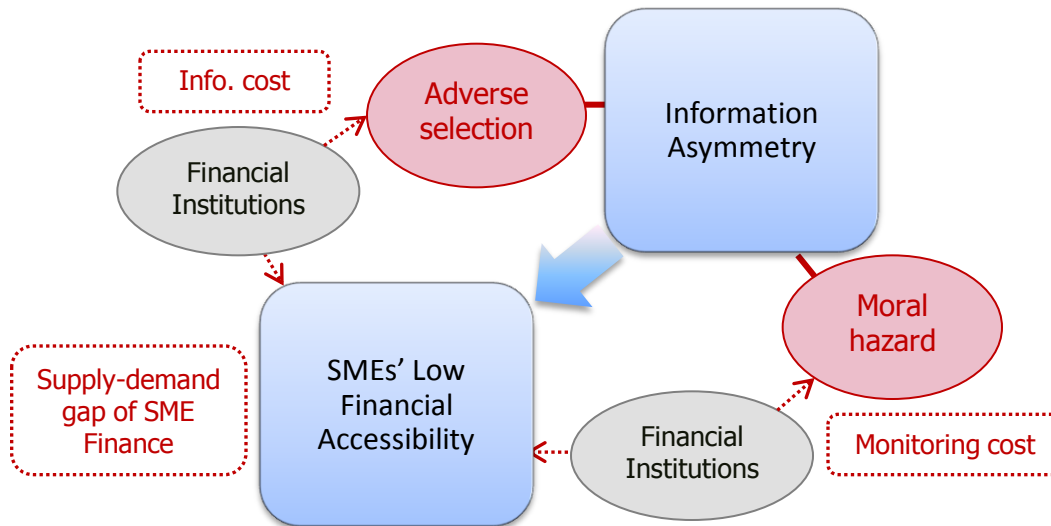 Info. cost
Adverse
selection
Information
Asymmetry
Financial
Institutions
Moral
hazard
SMEs' Low
Financial
Accessibility
Supply-demand
gap of SME
Finance
Financial
Institutions
Monitoring cost